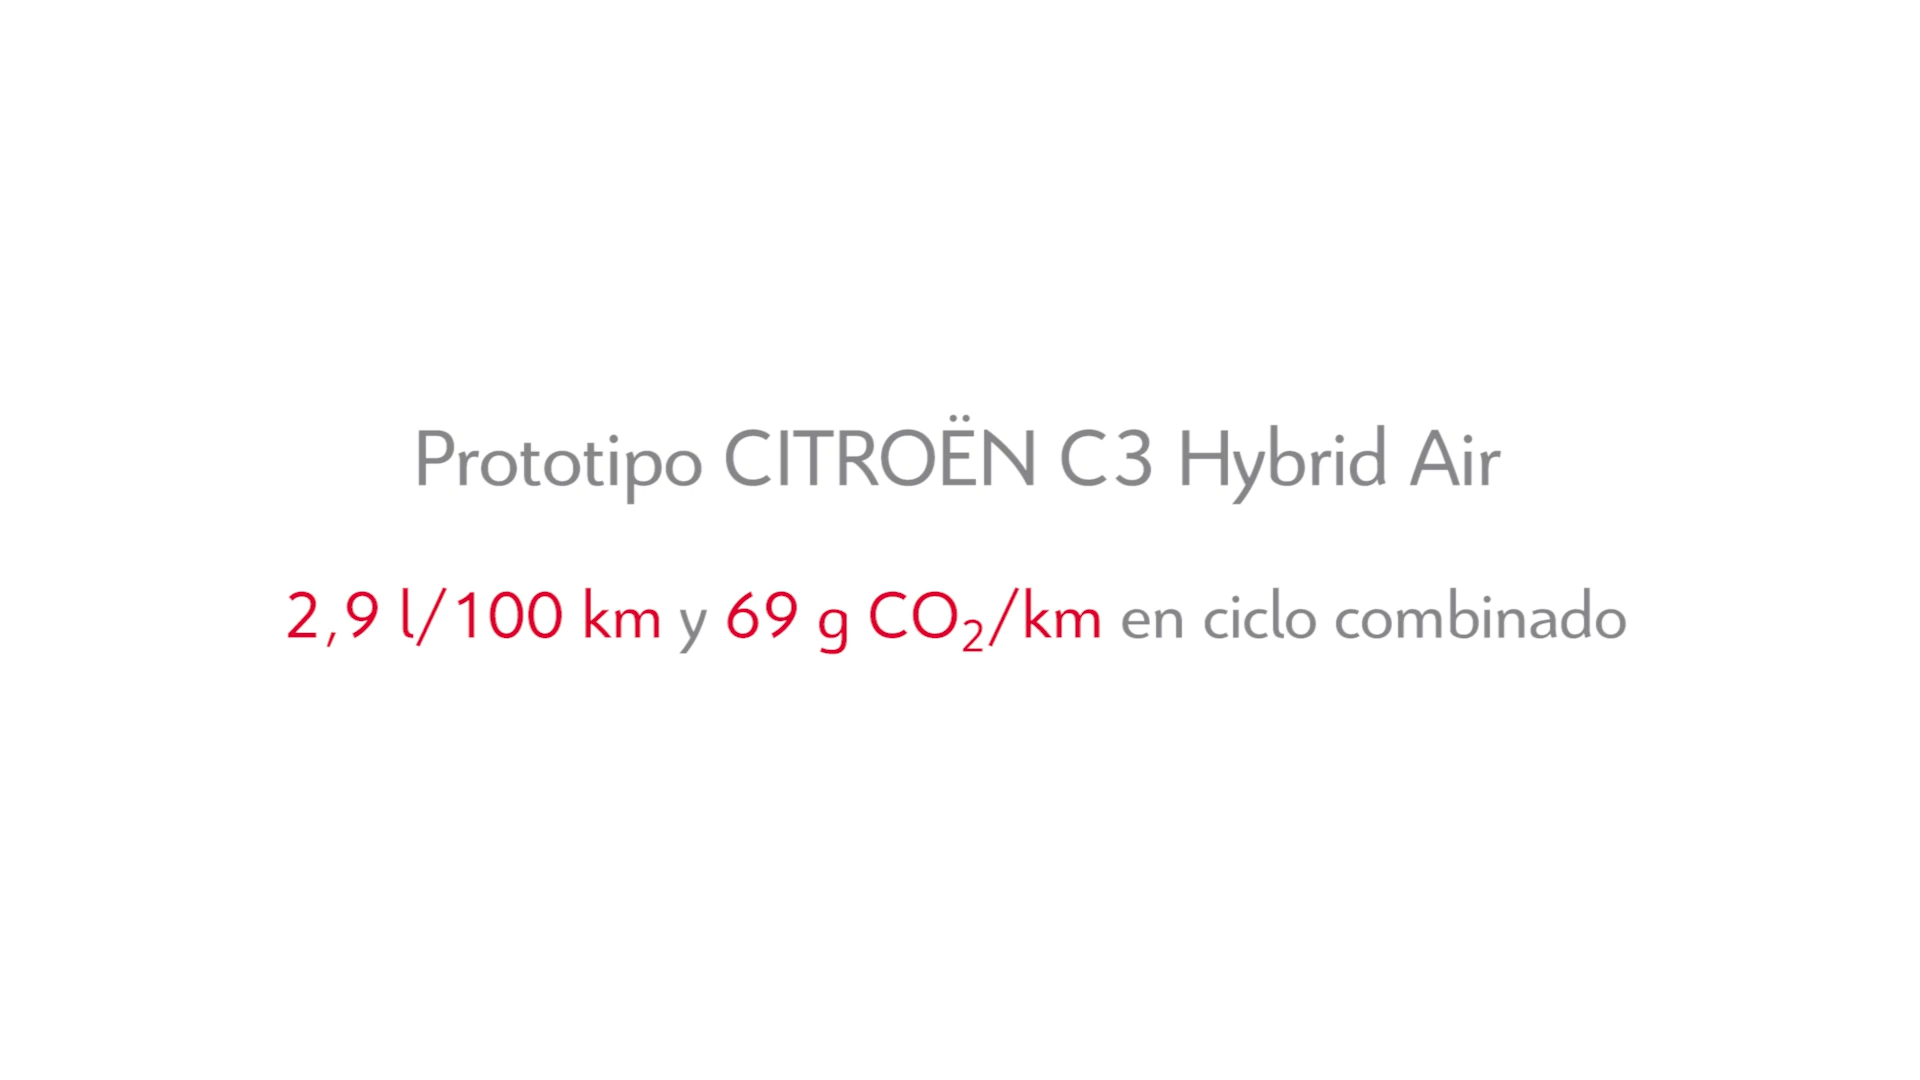 Prototipo CITROËN C3 Hybrid Air
2,9 l/100 km y 69 g CO₂/km en ciclo combinado